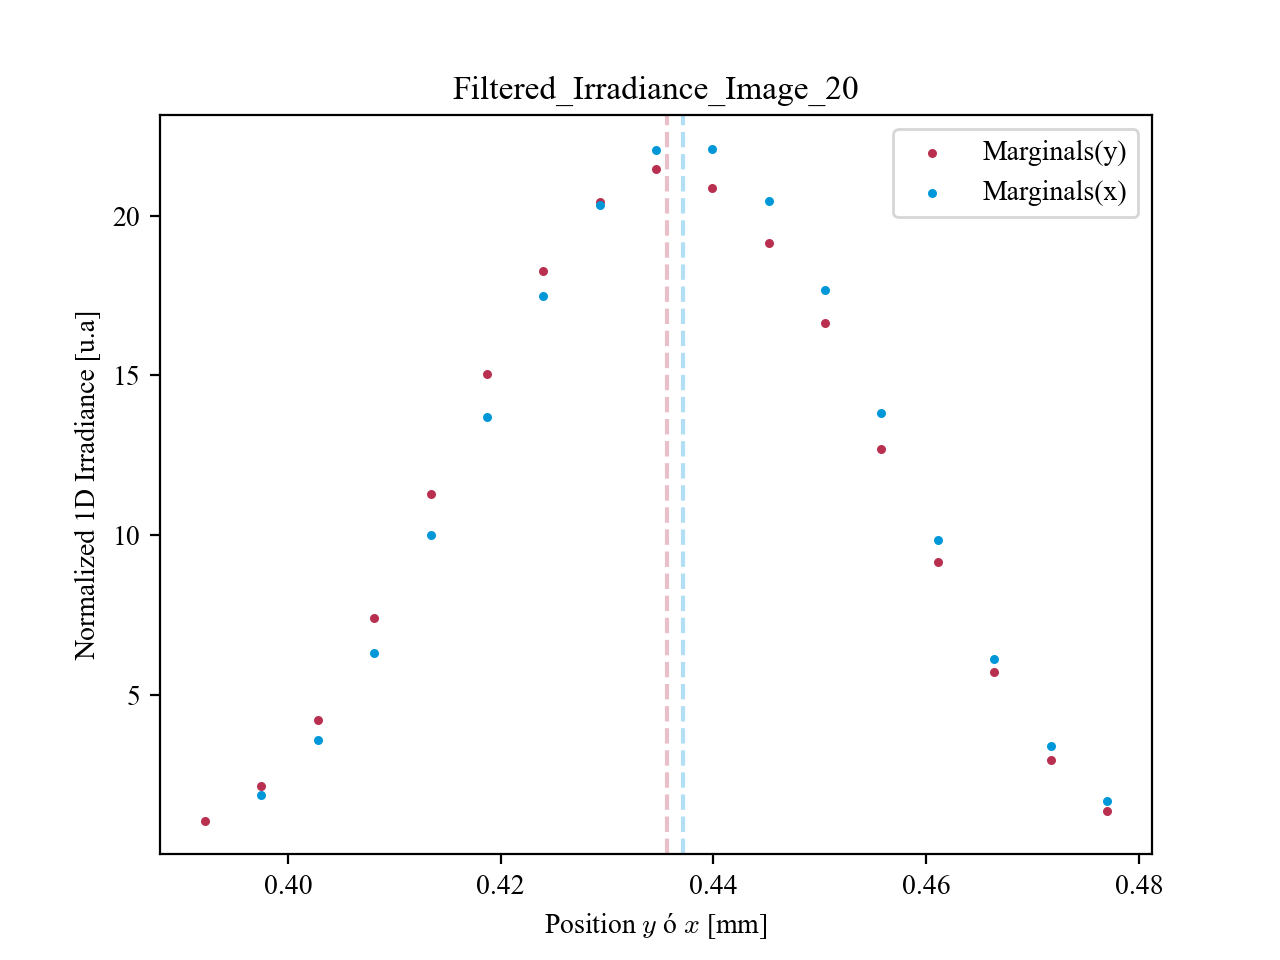 Filtered_Irradiance_Image_20
Marginals(y)
Marginals(x)
Normalized 1D Irradiance [u.a]
20
15
10
5
0.40 0.42 0.44 0.46 0.48
Position y ó x [mm]